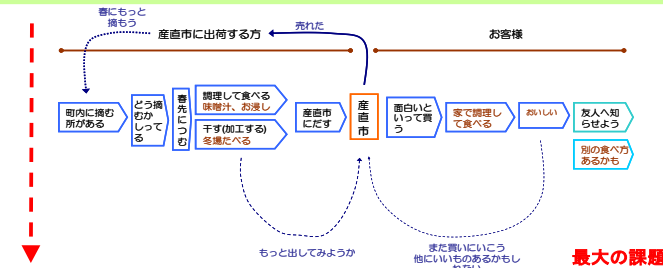 春にもっと
摘もう
産直市に出荷する方
売れた
お客様
町内に摘む
所がある
どう摘
むか
しって
る
春先につむ
調理して食べる
味噌汁、お浸し
干す(加工する)
冬場たべる
産直市
にだす
産直市
面白いと
いって買
う
家で調理し
て食べる
おいしい
友人へ知
らせよう
別の食べ方
あるかも
もっと出してみようか
また買いにいこう
他にいいものあるかもし
れない
最大の課題